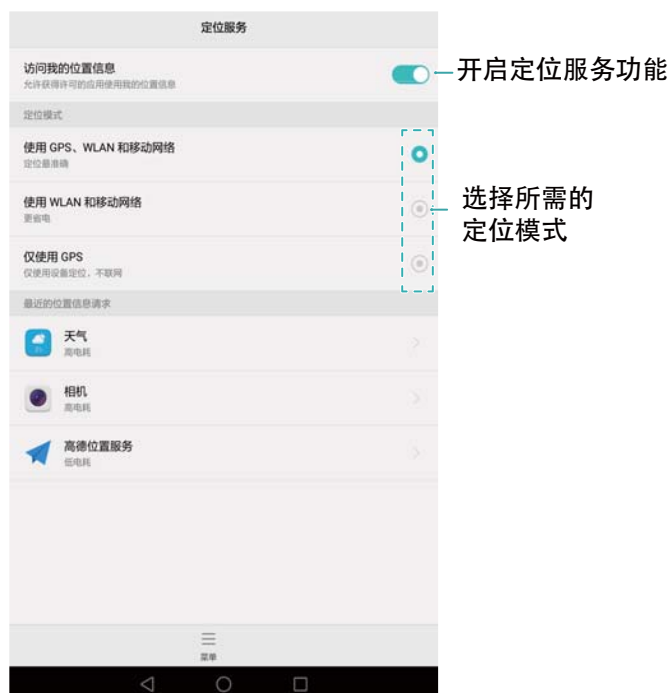 定位服务
访问我的位置信息
允许获得许可的应用使用我的位置信息
开启定位服务功能
定位模式
使用 GPS、WLAN 和移动网络
定位最准确
使用 WLAN 和移动网络
更省电
选择所需的
定位模式
仅使用 GPS
仅使用设备定位，不联网
最近的位置信息请求
天气
高电耗
相机
高电耗
高德位置服务
低电耗
菜单